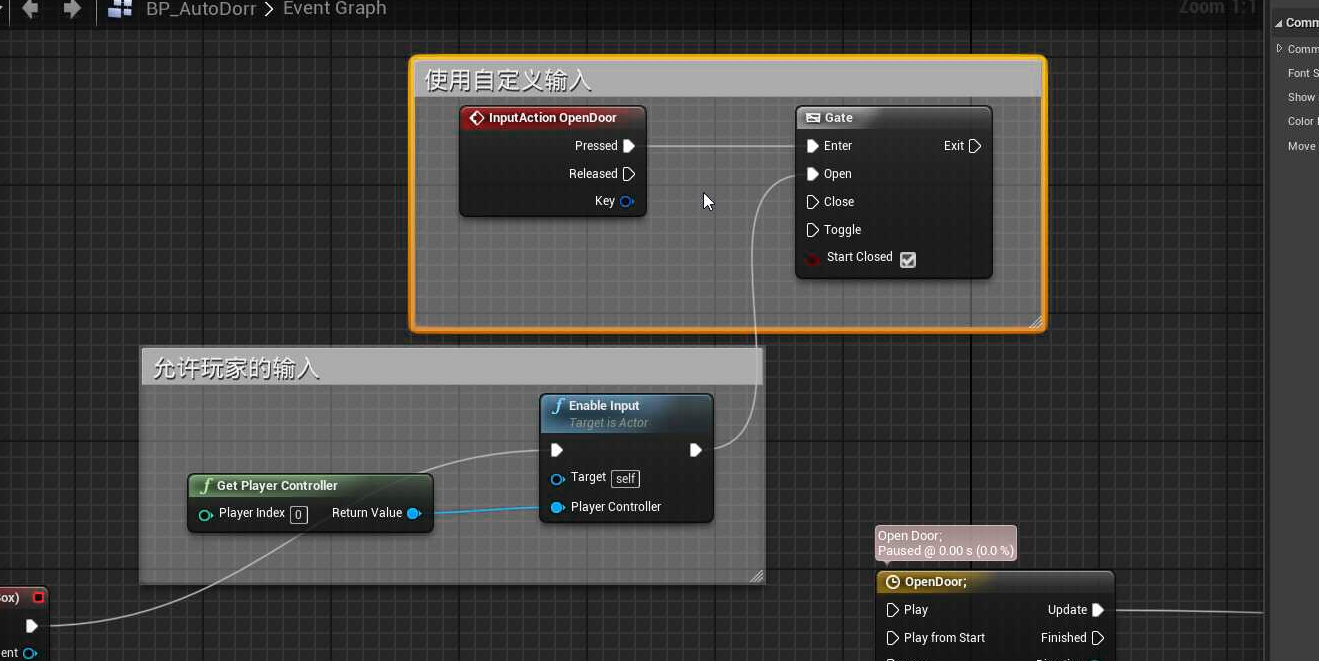 BP_AutoDorr > Event Graph
Zoom 1:1
使用自定义输入
InputAction OpenDoor
Pressed
Released
Key
Gate
Enter
Exit
Open
Close
Toggle
Start Closed
允许玩家的输入
Enable Input
Target is Actor
Target self
Player Controller
Get Player Controller
Player Index 0
Return Value
Open Door;
Paused @ 0.00 s (0.0 %)
OpenDoor;
Play
Update
Play from Start
Finished
ox)
ent
Comm
Comm
Font S
Show
Color
Move